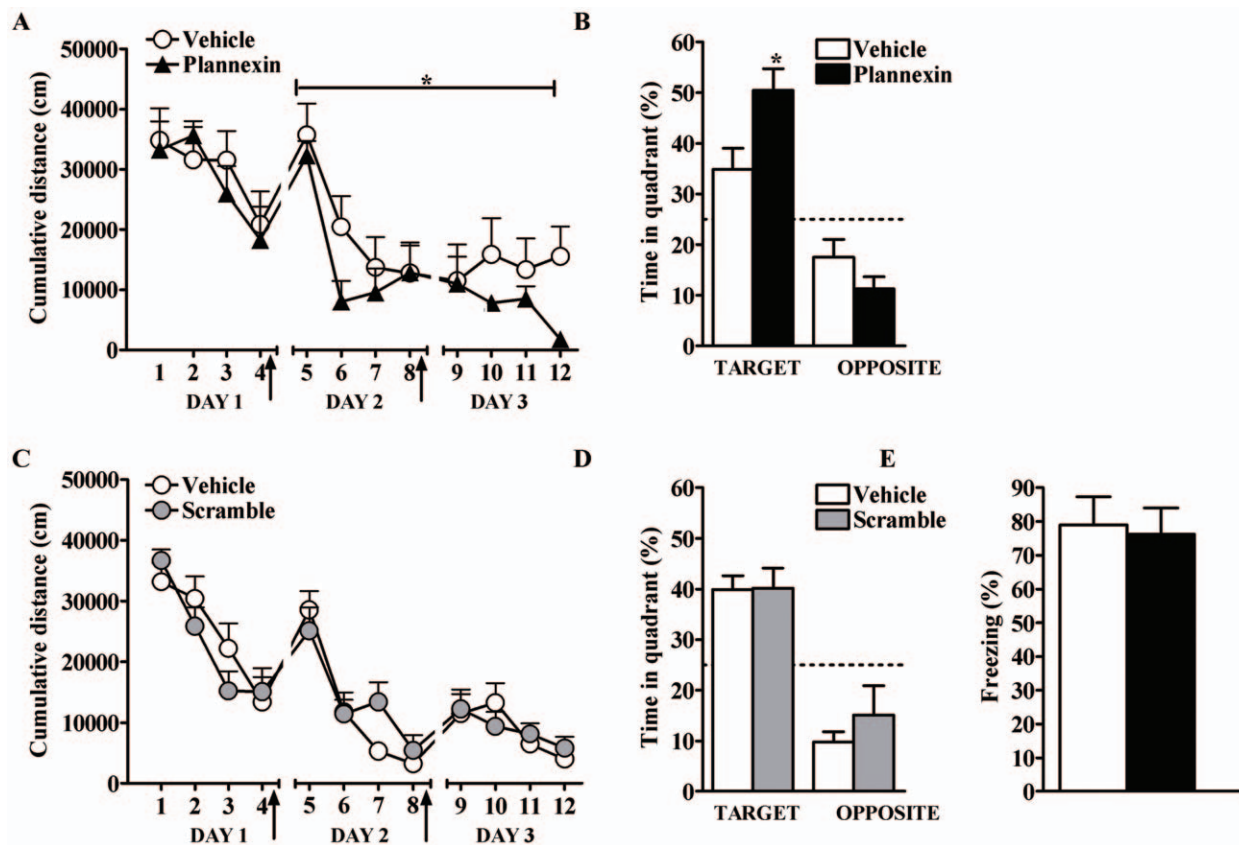 A
Vehicle
Plannexin
Cumulative distance (cm)
50000
40000
30000
20000
10000
0
*
1 2 3 4 5 6 7 8 9 10 11 12
DAY 1 DAY 2 DAY 3
B
Vehicle
Plannexin
Time in quadrant (%)
60
50
40
30
20
10
0
*
TARGET OPPOSITE
C
Vehicle
Scramble
Cumulative distance (cm)
50000
40000
30000
20000
10000
0
1 2 3 4 5 6 7 8 9 10 11 12
DAY 1 DAY 2 DAY 3
D
Vehicle
Scramble
Time in quadrant (%)
60
50
40
30
20
10
0
TARGET OPPOSITE
E
Freezing (%)
90
80
70
60
50
40
30
20
10
0